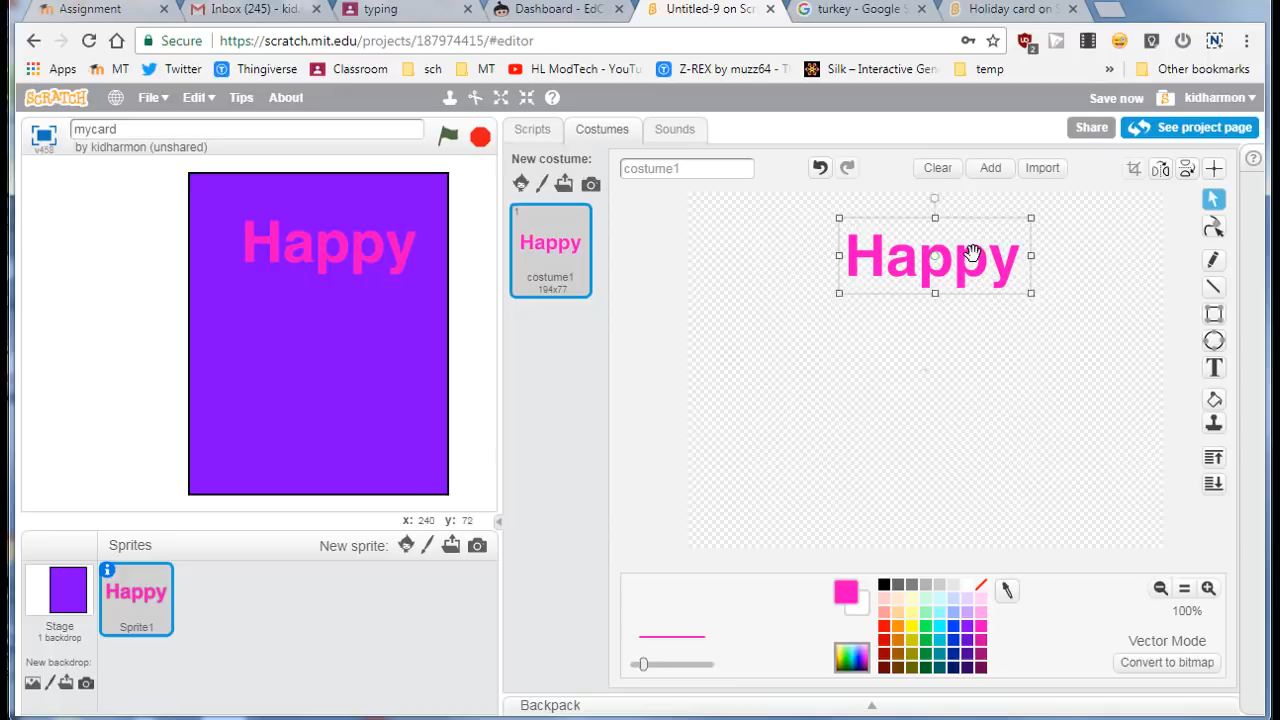 Assignment
Inbox (245) - kid.
typing
Dashboard - EdC
Untitled-9 on Scr
turkey - Google S
Holiday card on S
Secure
https://scratch.mit.edu/projects/187974415/#editor
2
Apps
MT
Twitter
Thingiverse
Classroom
sch
MT
HL ModTech - YouTu
Z-REX by muzz64 - T
Silk – Interactive Gen
temp
»
Other bookmarks
SCRATCH
File
Edit
Tips
About
Save now
kidharmon
v458
mycard
by kidharmon (unshared)
Scripts
Costumes
Sounds
Share
See project page
New costume:
costume1
Clear
Add
Import
1
Happy
costume1
194x77
Happy
Happy
T
x: 240 y: 72
Sprites
New sprite:
Happy
Sprite1
Stage
1 backdrop
New backdrop:
100%
Vector Mode
Convert to bitmap
Backpack